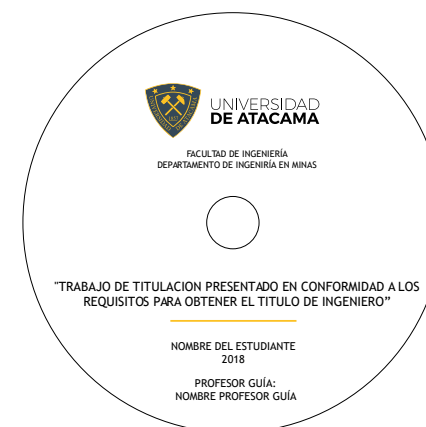 UNIVERSIDAD
DE ATACAMA
FACULTAD DE INGENIERÍA
DEPARTAMENTO DE INGENIRÍA EN MINAS
"TRABAJO DE TITULACION PRESENTADO EN CONFORMIDAD A LOS
REQUISITOS PARA OBTENER EL TITULO DE INGENIERO”
NOMBRE DEL ESTUDIANTE
2018
PROFESOR GUÍA:
NOMBRE PROFESOR GUÍA